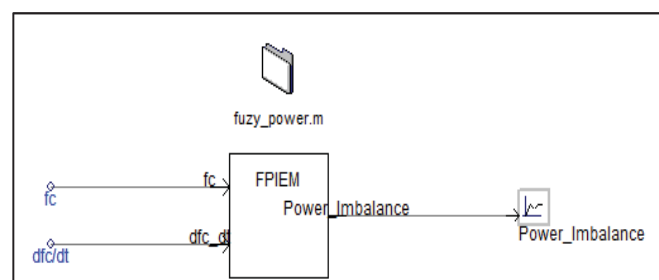 fuzy_power.m
fc
FPIEM
fc
Power_Imbalance
dfc_dt
dfc/dt
Power_Imbalance